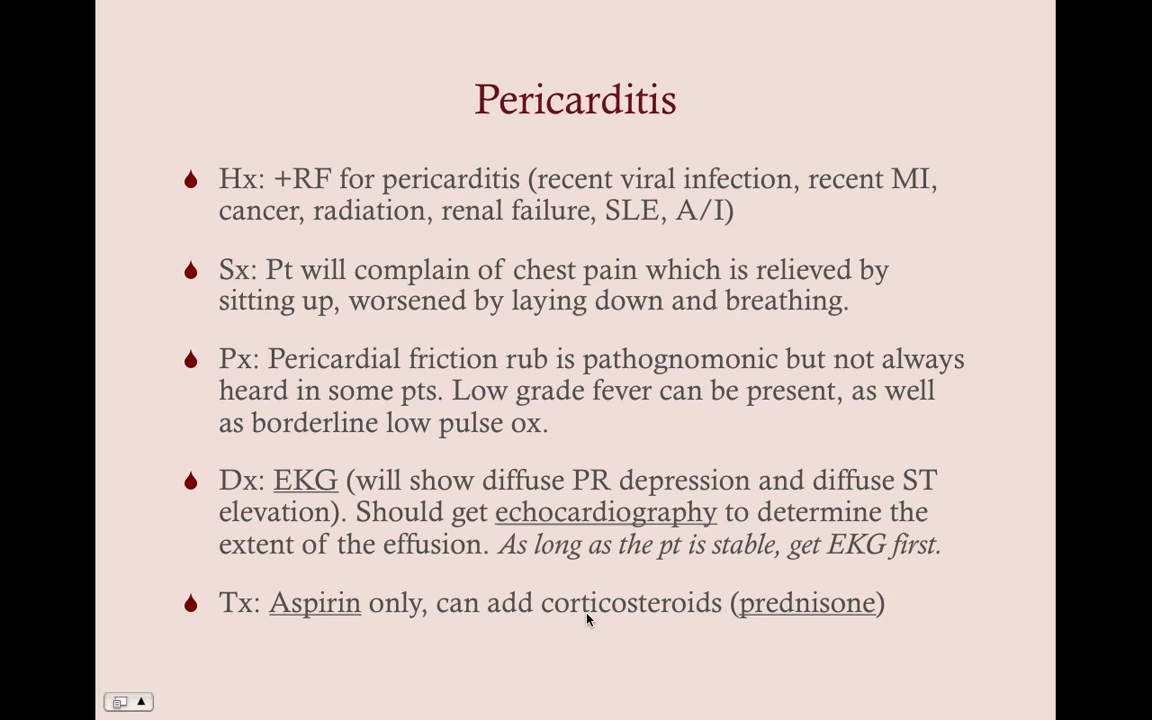 Pericarditis
Hx: +RF for pericarditis (recent viral infection, recent MI,
cancer, radiation, renal failure, SLE, A/I)
Sx: Pt will complain of chest pain which is relieved by
sitting up, worsened by laying down and breathing.
Px: Pericardial friction rub is pathognomonic but not always
heard in some pts. Low grade fever can be present, as well
as borderline low pulse ox.
Dx: EKG (will show diffuse PR depression and diffuse ST
elevation). Should get echocardiography to determine the
extent of the effusion. As long as the pt is stable, get EKG first.
Tx: Aspirin only, can add corticosteroids (prednisone)